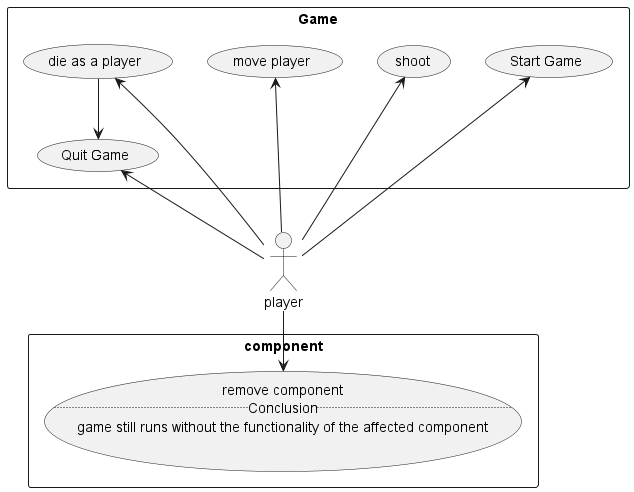 Game
die as a player
move player
shoot
Start Game
Quit Game
player
component
remove component
Conclusion
game still runs without the functionality of the affected component